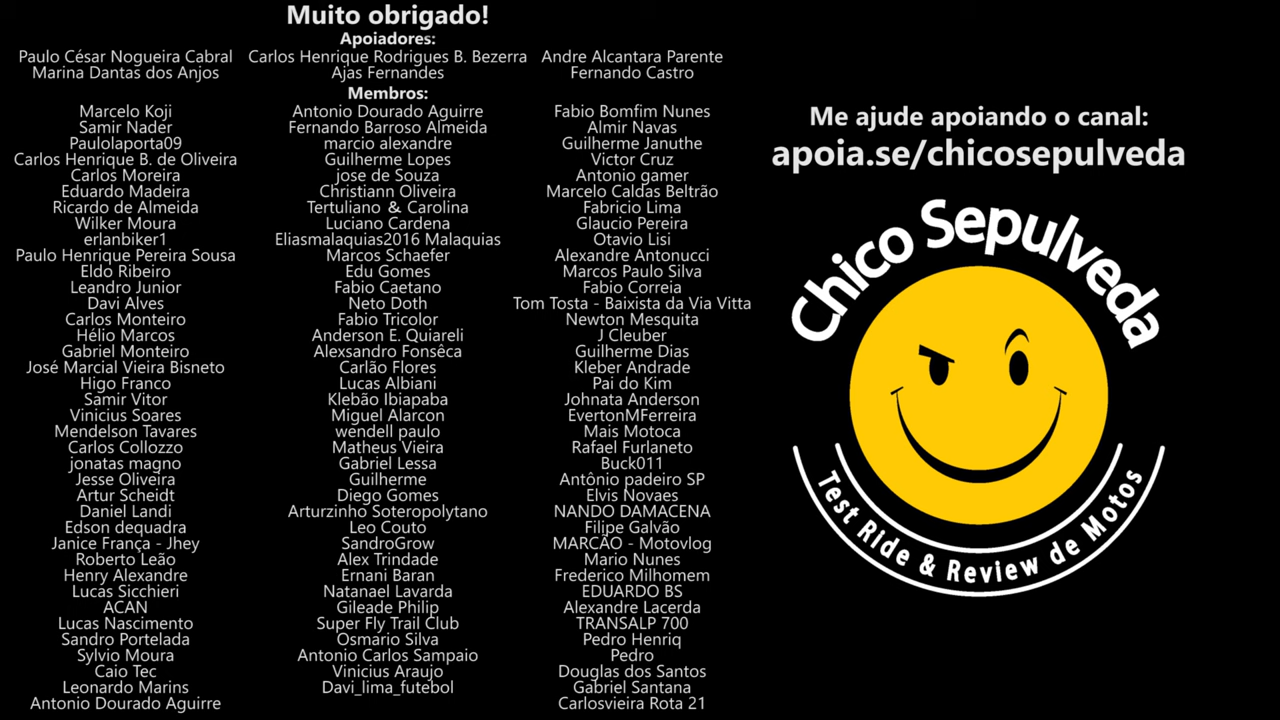 Muito obrigado!
Apoiadores:
Paulo César Nogueira Cabral
Marina Dantas dos Anjos
Carlos Henrique Rodrigues B. Bezerra
Ajas Fernandes
Andre Alcantara Parente
Fernando Castro
Membros:
Marcelo Koji
Samir Nader
Paulolaporta09
Carlos Henrique B. de Oliveira
Carlos Moreira
Eduardo Madeira
Ricardo de Almeida
Wilker Moura
erlanbiker1
Paulo Henrique Pereira Sousa
Eldo Ribeiro
Leandro Junior
Davi Alves
Carlos Monteiro
Hélio Marcos
Gabriel Monteiro
José Marcial Vieira Bisneto
Higo Franco
Samir Vitor
Vinicius Soares
Mendelson Tavares
Carlos Collozzo
jonatas magno
Jesse Oliveira
Artur Scheidt
Daniel Landi
Edson dequadra
Janice França - Jhey
Roberto Leão
Henry Alexandre
Lucas Sicchieri
ACAN
Lucas Nascimento
Sandro Portelada
Sylvio Moura
Caio Tec
Leonardo Marins
Antonio Dourado Aguirre
Antonio Dourado Aguirre
Fernando Barroso Almeida
marcio alexandre
Guilherme Lopes
jose de Souza
Christiann Oliveira
Tertuliano & Carolina
Luciano Cardena
Eliasmalaquias2016 Malaquias
Marcos Schaefer
Edu Gomes
Fabio Caetano
Neto Doth
Fabio Tricolor
Anderson E. Quiareli
Alexsandro Fonsêca
Carlão Flores
Lucas Albiani
Klebão Ibiapaba
Miguel Alarcon
wendell paulo
Matheus Vieira
Gabriel Lessa
Guilherme
Diego Gomes
Arturzinho Soteropolytano
Leo Couto
SandroGrow
Alex Trindade
Ernani Baran
Natanael Lavarda
Gileade Philip
Super Fly Trail Club
Osmario Silva
Antonio Carlos Sampaio
Vinicius Araujo
Davi_lima_futebol
Fabio Bomfim Nunes
Almir Navas
Guilherme Januthe
Victor Cruz
Antonio gamer
Marcelo Caldas Beltrão
Fabricio Lima
Glaucio Pereira
Otavio Lisi
Alexandre Antonucci
Marcos Paulo Silva
Fabio Correia
Tom Tosta - Baixista da Via Vitta
Newton Mesquita
J Cleuber
Guilherme Dias
Kleber Andrade
Pai do Kim
Johnata Anderson
EvertonMFerreira
Mais Motoca
Rafael Furlaneto
Buck011
Antônio padeiro SP
Elvis Novaes
NANDO DAMACENA
Filipe Galvão
MARCÃO - Motovlog
Mario Nunes
Frederico Milhomem
EDUARDO BS
Alexandre Lacerda
TRANSALP 700
Pedro Henriq
Pedro
Douglas dos Santos
Gabriel Santana
Carlosvieira Rota 21
Me ajude apoiando o canal:
apoia.se/chicosepulveda
Chico Sepulveda
Test Ride & Review de Motos